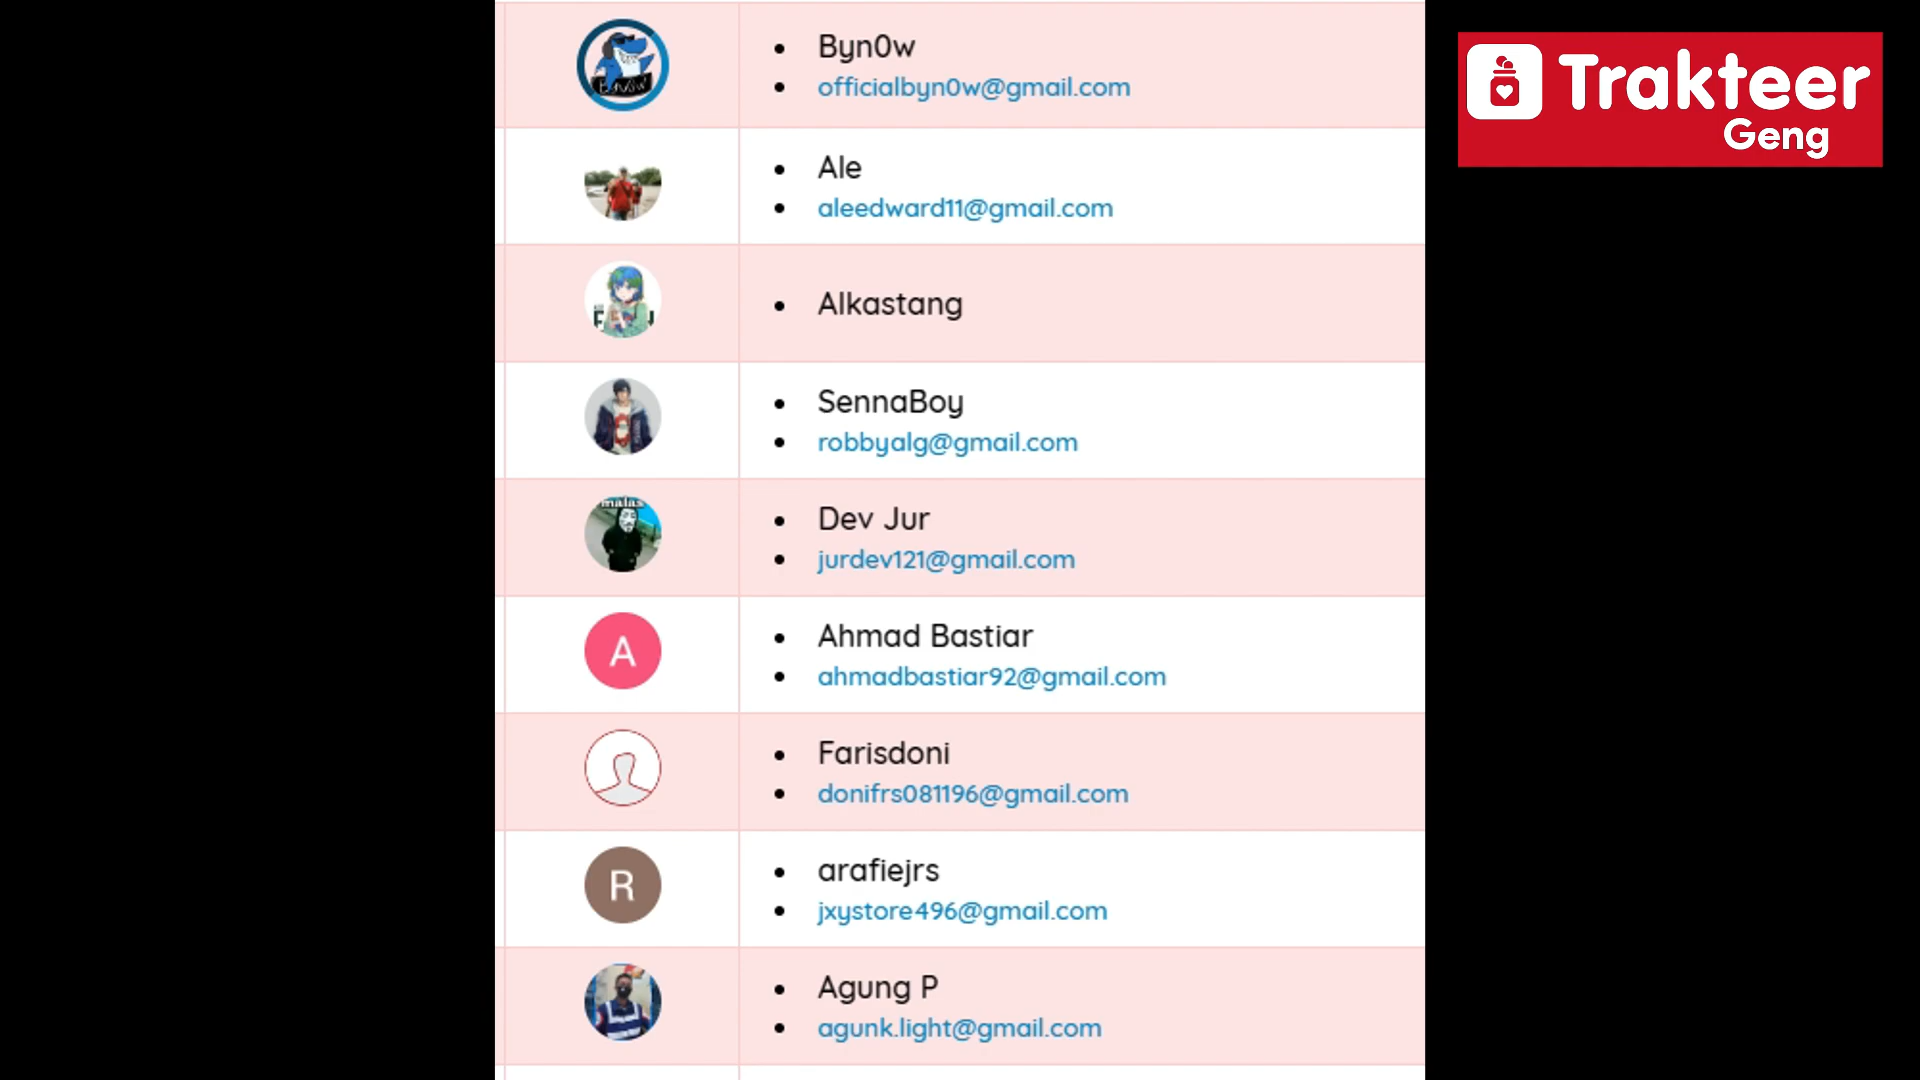 Byn0w
officialbyn0w@gmail.com
Trakteer
Geng
Ale
aleedward11@gmail.com
Alkastang
SennaBoy
robbyalg@gmail.com
malas
Dev Jur
jurdev121@gmail.com
A
Ahmad Bastiar
ahmadbastiar92@gmail.com
Farisdoni
donifrs081196@gmail.com
R
arafiejrs
jxystore496@gmail.com
Agung P
agunk.light@gmail.com